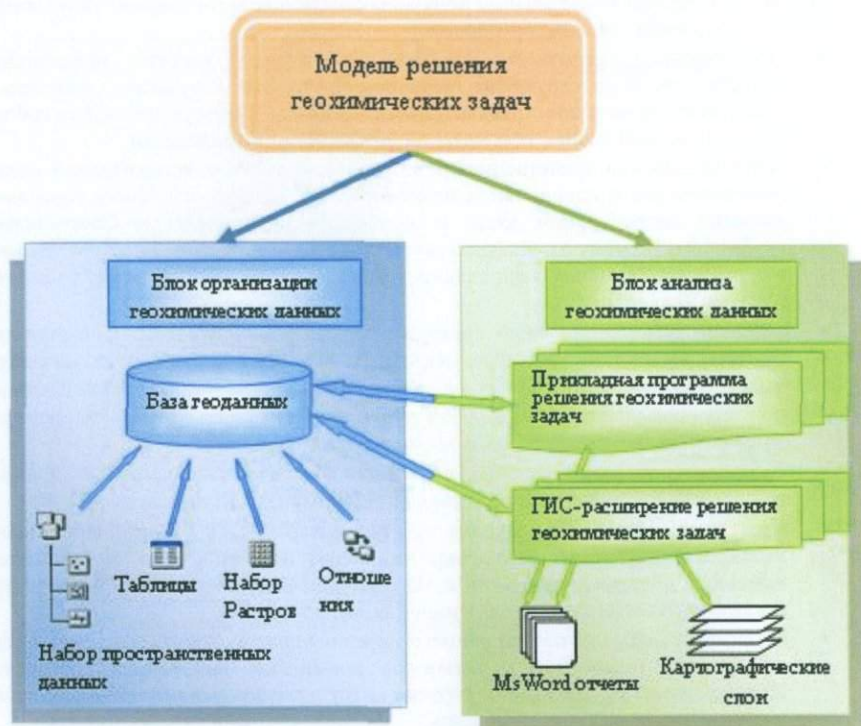 Модель решения
геохимических задач
Блок организации
геохимических данных
База геоданных
Таблицы
Набор
Растров
Отноше
ния
Набор пространственных
данных
Блок анализа
геохимических данных
Прикладная программа
решения геохимических
задач
ГИС-расширение решения
геохимических задач
MsWord отчеты
Картографические
слои